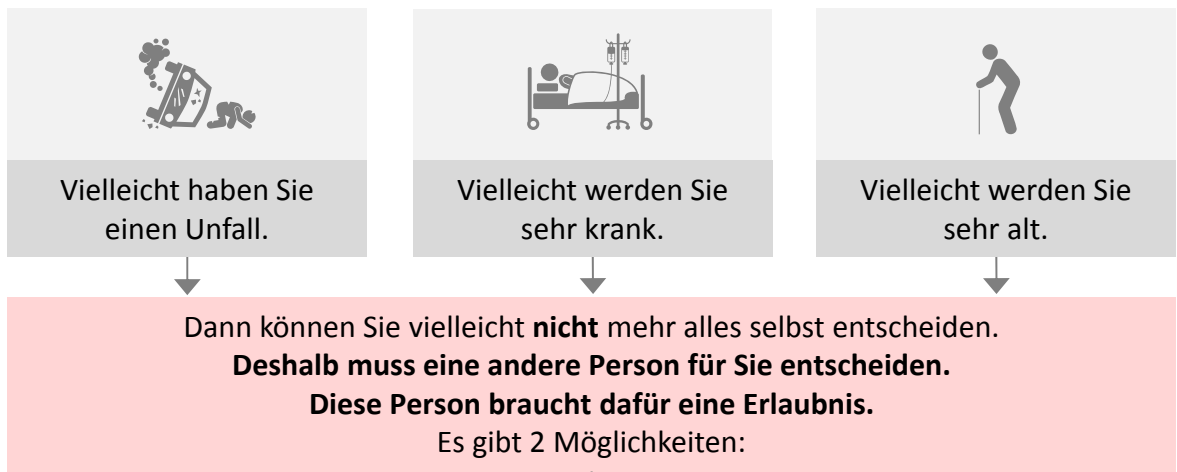 Vielleicht haben Sie
einen Unfall.
Vielleicht werden Sie
sehr krank.
Vielleicht werden Sie
sehr alt.
Dann können Sie vielleicht nicht mehr alles selbst entscheiden.
Deshalb muss eine andere Person für Sie entscheiden.
Diese Person braucht dafür eine Erlaubnis.
Es gibt 2 Möglichkeiten: